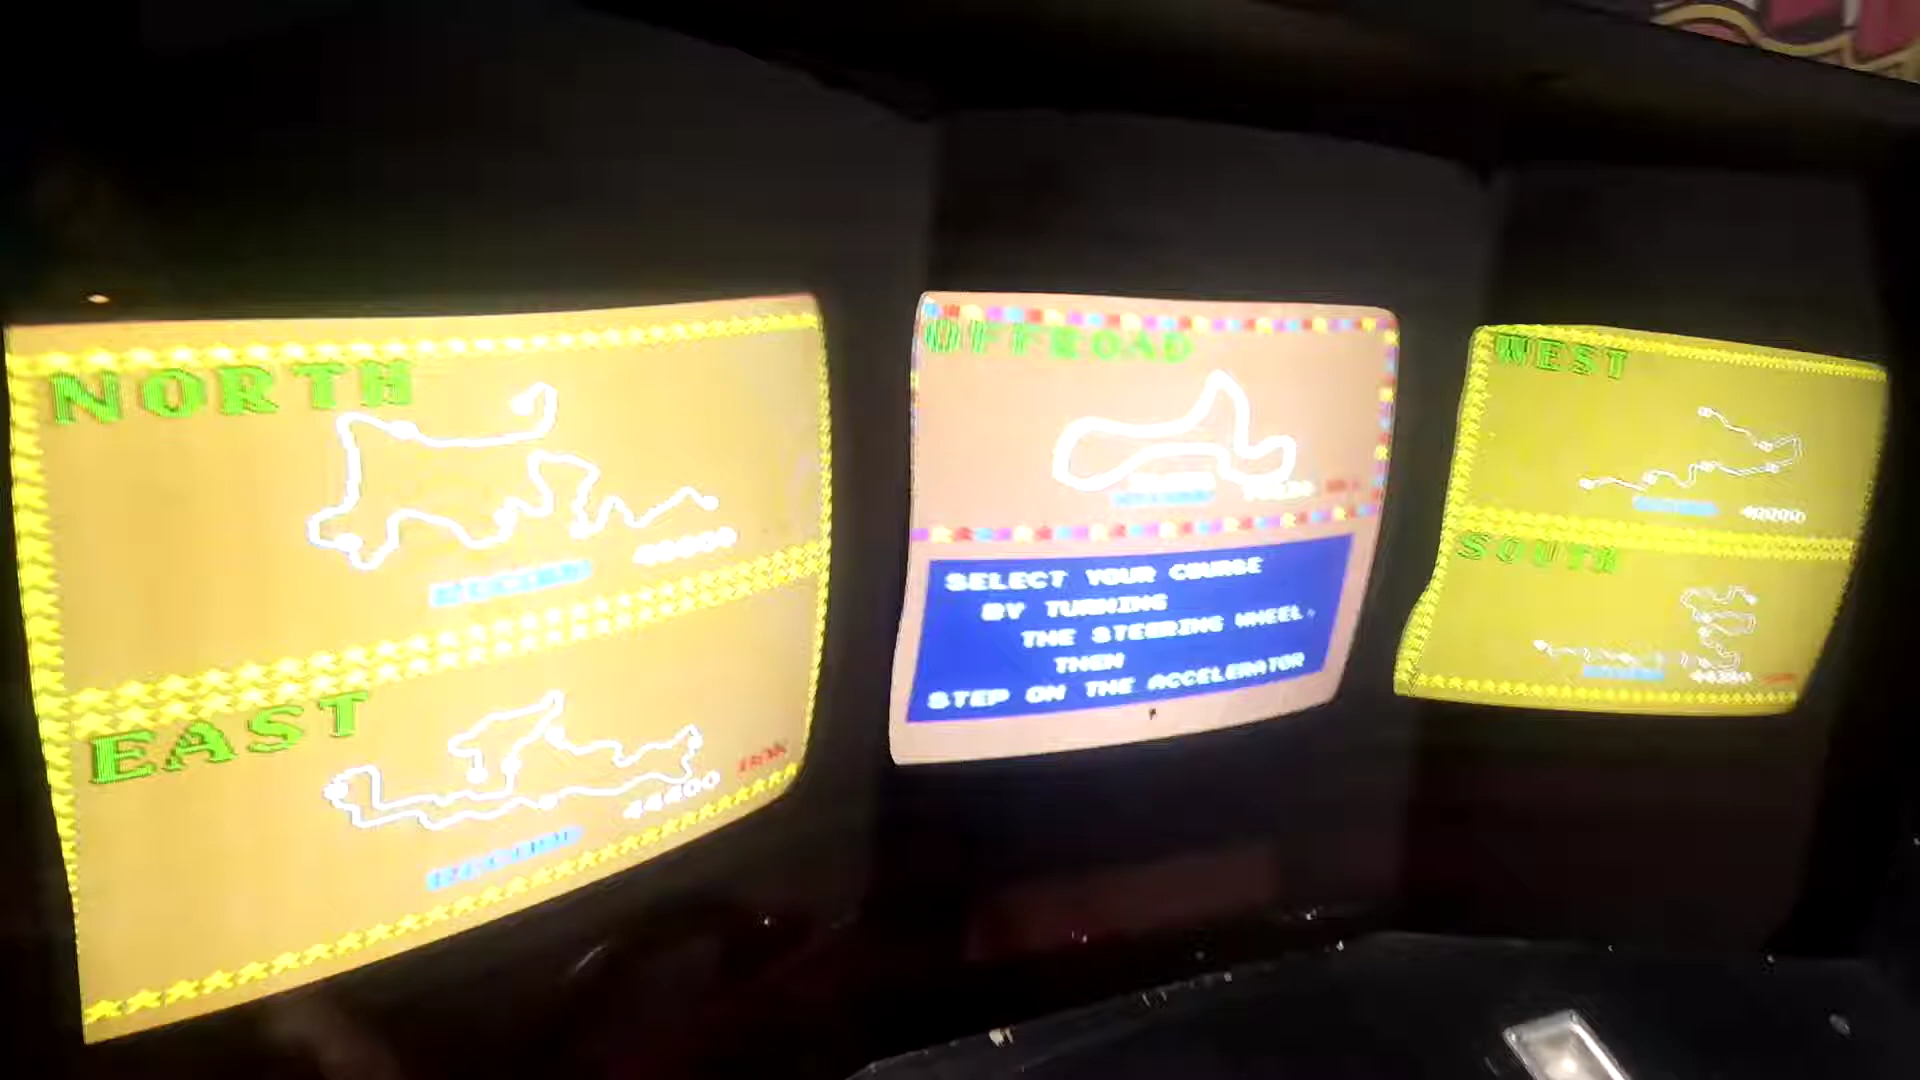 NORTH
EAST
44400
OFFROAD
SELECT YOUR COURSE
BY TURNING
THE STEERING WHEEL,
THEN
STEP ON THE ACCELERATOR
WEST
40000
SOUTH